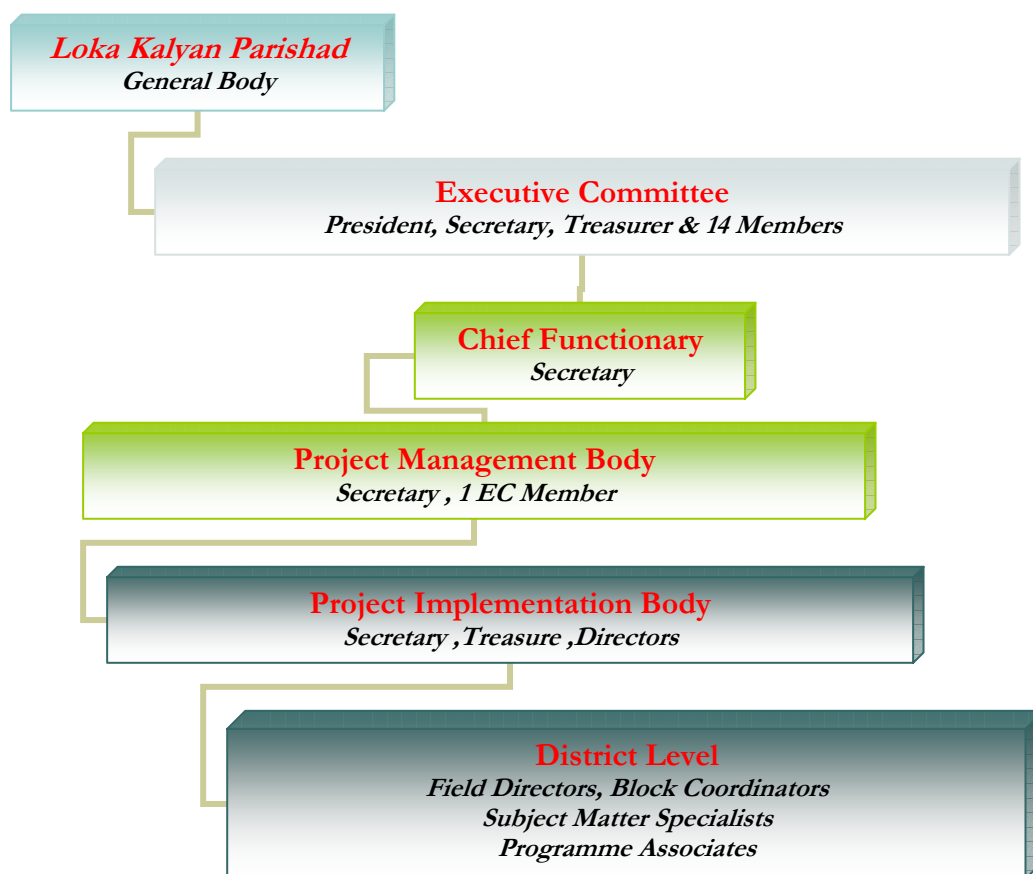 Loka Kalyan Parishad
General Body
Executive Committee
President, Secretary, Treasurer & 14 Members
Chief Functionary
Secretary
Project Management Body
Secretary , 1 EC Member
Project Implementation Body
Secretary ,Treasure ,Directors
District Level
Field Directors, Block Coordinators
Subject Matter Specialists
Programme Associates